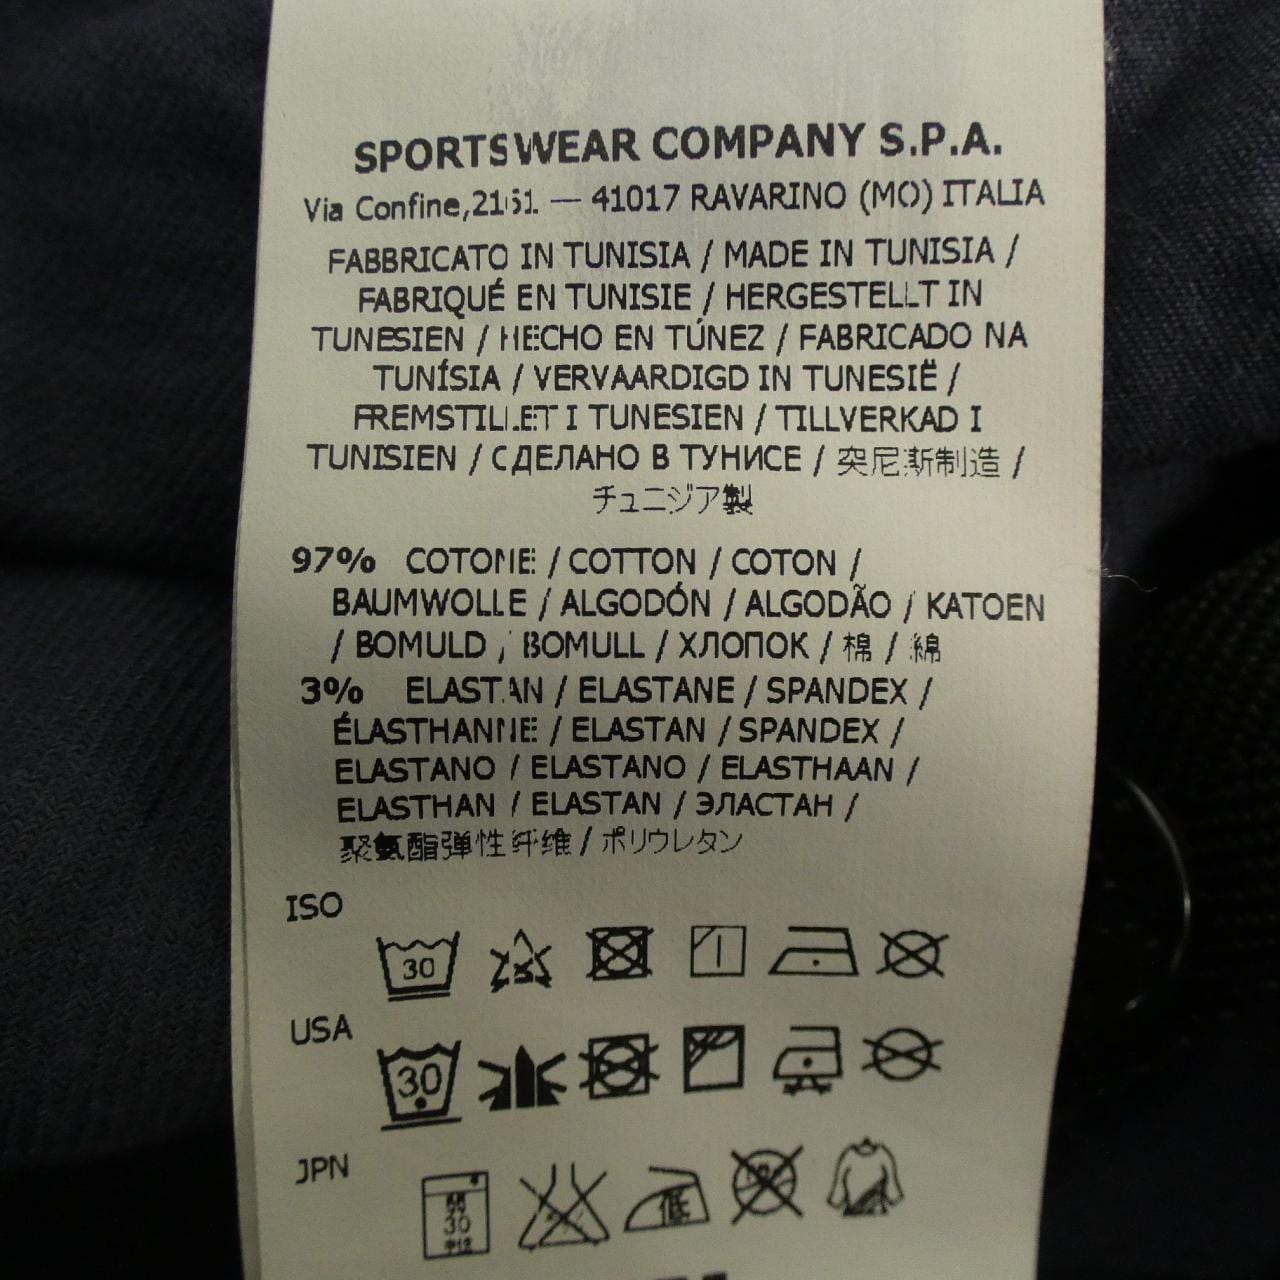 SPORTSWEAR COMPANY S.P.A.
Via Confine,2161 — 41017 RAVARINO (MO) ITALIA
FABBRICATO IN TUNISIA / MADE IN TUNISIA /
FABRIQUÉ EN TUNISIE / HERGESTELLT IN
TUNESIEN / HECHO EN TÚNEZ / FABRICADO NA
TUNÍSIA / VERVAARDIGD IN TUNESIË /
FREMSTILLET I TUNESIEN / TILLVERKAD I
TUNISIEN / СДЕЛАНО В ТУНИСЕ / 突尼斯制造 /
チュニジア製
97% COTONE / COTTON / COTON /
BAUMWOLLE / ALGODÓN / ALGODÃO / KATOEN
/ BOMULD / BOMULL / ХЛОПОК / 棉 / 綿
3% ELASTAN / ELASTANE / SPANDEX /
ÉLASTHANNE / ELASTAN / SPANDEX /
ELASTANO / ELASTANO / ELASTHAAN /
ELASTHAN / ELASTAN / ЭЛАСТАН /
聚氨酯弹性纤维 / ポリウレタン
ISO
30
USA
30
JPN
30
低